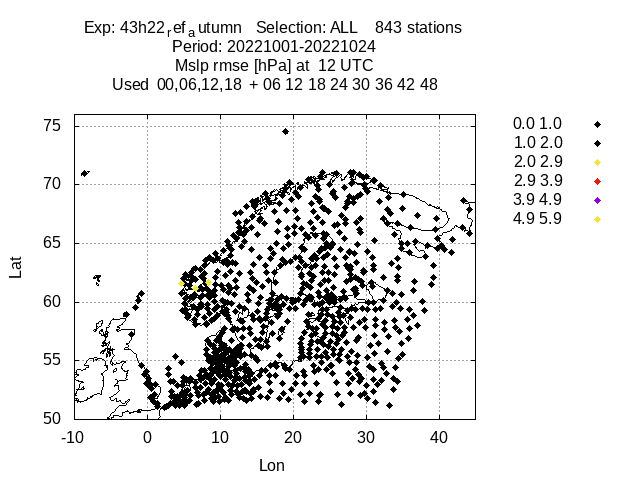 Exp: 43h22ref_autumn Selection: ALL 843 stations
Period: 20221001-20221024
Mslp rmse [hPa] at 12 UTC
Used 00,06,12,18 + 06 12 18 24 30 36 42 48
75
70
65
60
55
50
Lat
-10 0 10 20 30 40
Lon
0.0 1.0
1.0 2.0
2.0 2.9
2.9 3.9
3.9 4.9
4.9 5.9